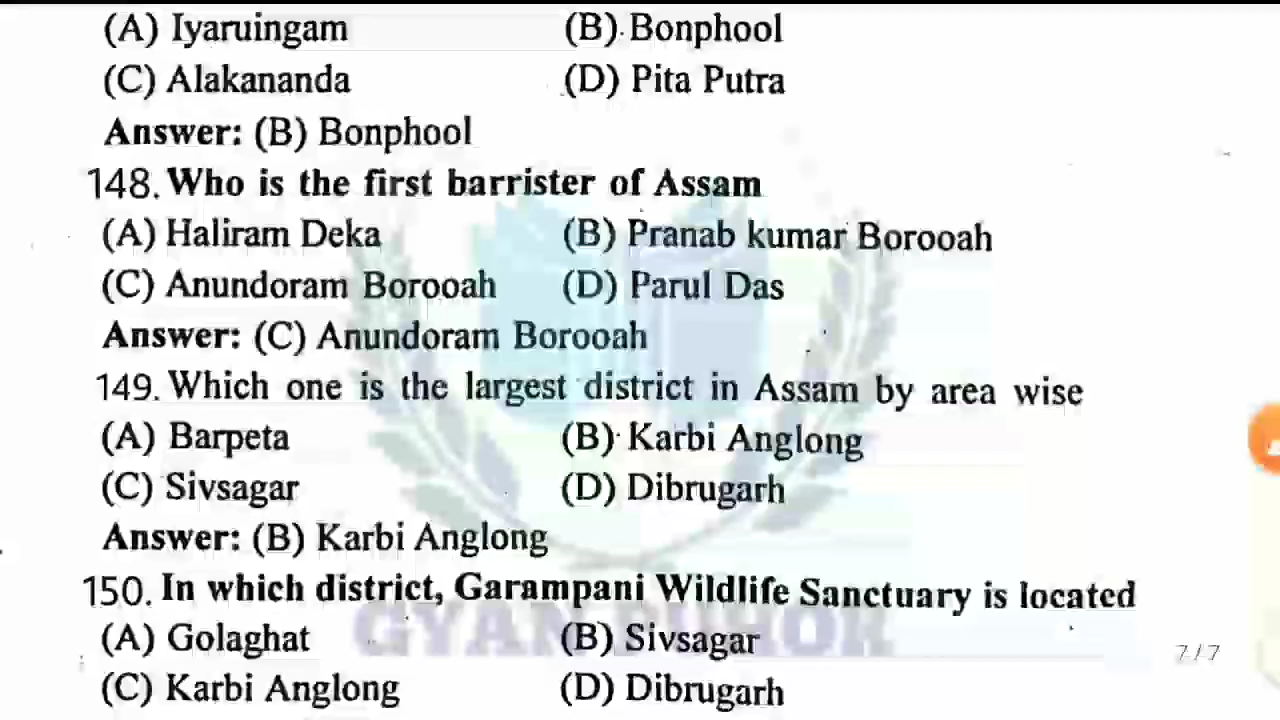 (A) Iyaruingam (B) Bonphool
(C) Alakananda (D) Pita Putra
Answer: (B) Bonphool
148. Who is the first barrister of Assam
(A) Haliram Deka (B) Pranab kumar Borooah
(C) Anundoram Borooah (D) Parul Das
Answer: (C) Anundoram Borooah
149. Which one is the largest district in Assam by area wise
(A) Barpeta (B) Karbi Anglong
(C) Sivsagar (D) Dibrugarh
Answer: (B) Karbi Anglong
150. In which district, Garampani Wildlife Sanctuary is located
(A) Golaghat (B) Sivsagar
7/7
(C) Karbi Anglong (D) Dibrugarh